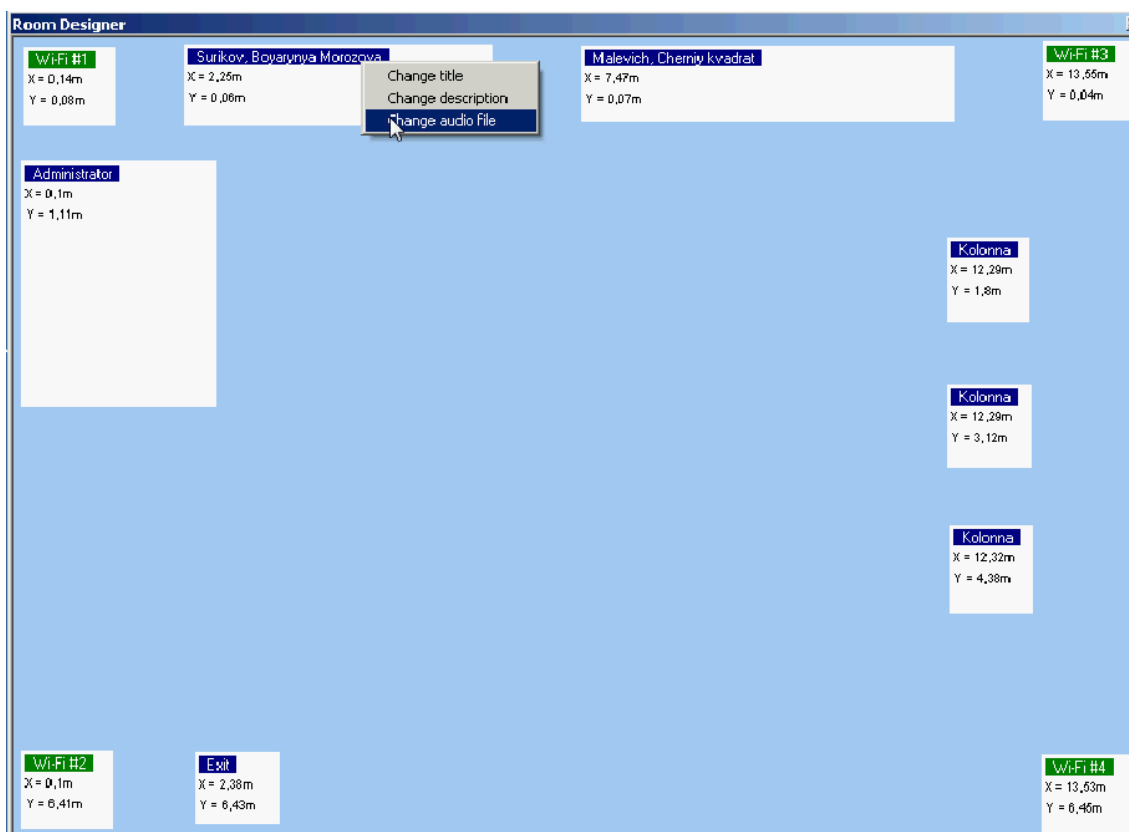 Room Designer
Wi-Fi #1
X = 0,14m
Y = 0,08m
Surikov, Boyarynya Morozova
X = 2,25m
Y = 0,06m
Change title
Change description
Change audio file
Malevich, Cherniy kvadrat
X = 7,47m
Y = 0,07m
Wi-Fi #3
X = 13,55m
Y = 0,04m
Administrator
X = 0,1m
Y = 1,11m
Kolonna
X = 12,29m
Y = 1,8m
Kolonna
X = 12,29m
Y = 3,12m
Kolonna
X = 12,32m
Y = 4,38m
Wi-Fi #2
X = 0,1m
Y = 6,41m
Exit
X = 2,38m
Y = 6,43m
Wi-Fi #4
X = 13,53m
Y = 6,45m